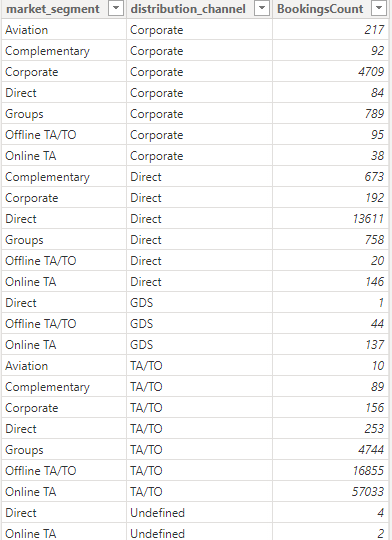 market_segment distribution_channel BookingsCount
Aviation Corporate 217
Complementary Corporate 92
Corporate Corporate 4709
Direct Corporate 84
Groups Corporate 789
Offline TA/TO Corporate 95
Online TA Corporate 38
Complementary Direct 673
Corporate Direct 192
Direct Direct 13611
Groups Direct 758
Offline TA/TO Direct 20
Online TA Direct 146
Direct GDS 1
Offline TA/TO GDS 44
Online TA GDS 137
Aviation TA/TO 10
Complementary TA/TO 89
Corporate TA/TO 156
Direct TA/TO 253
Groups TA/TO 4744
Offline TA/TO TA/TO 16855
Online TA TA/TO 57033
Direct Undefined 4
Online TA Undefined 2